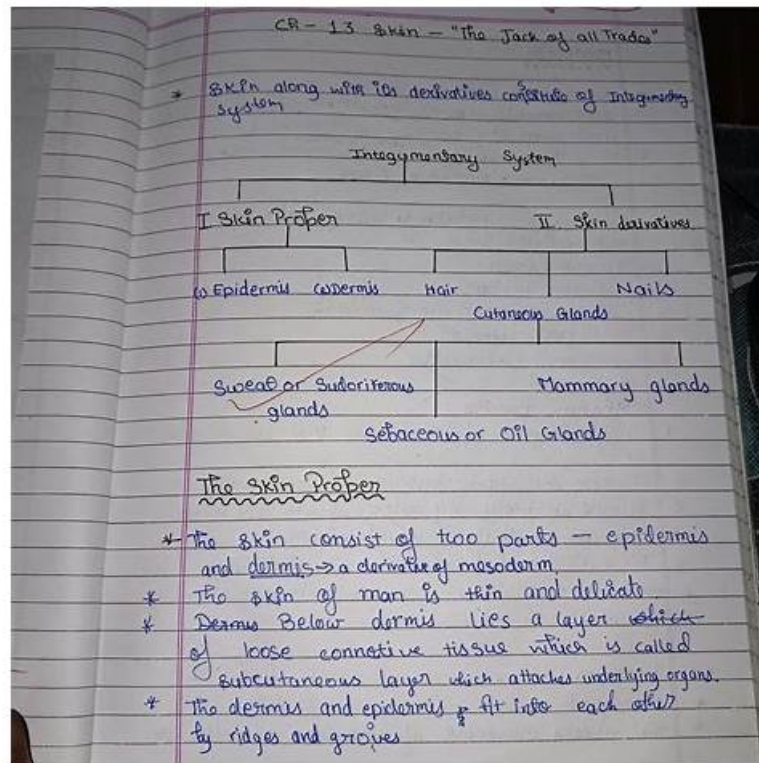 CH - 13 Skin - "The Jack of all Trades"
* Skin along with its derivatives of Integumentary
system
Integumentary System
I Skin Proper II. Skin derivatives
(i) Epidermis (ii) Dermis Hair Nails
Cutaneous Glands
Sweat or Sudoriferous Mammary glands
glands
Sebaceous or Oil Glands
The Skin Proper
* The skin consist of two parts - epidermis
and dermis → a derivative of mesoderm.
* The skin of man is thin and delicate
* Dermis Below dermis lies a layer which
of loose connetive tissue which is called
subcutaneous layer which attaches underlying organs.
* The dermis and epidermis fit into each other
by ridges and groves